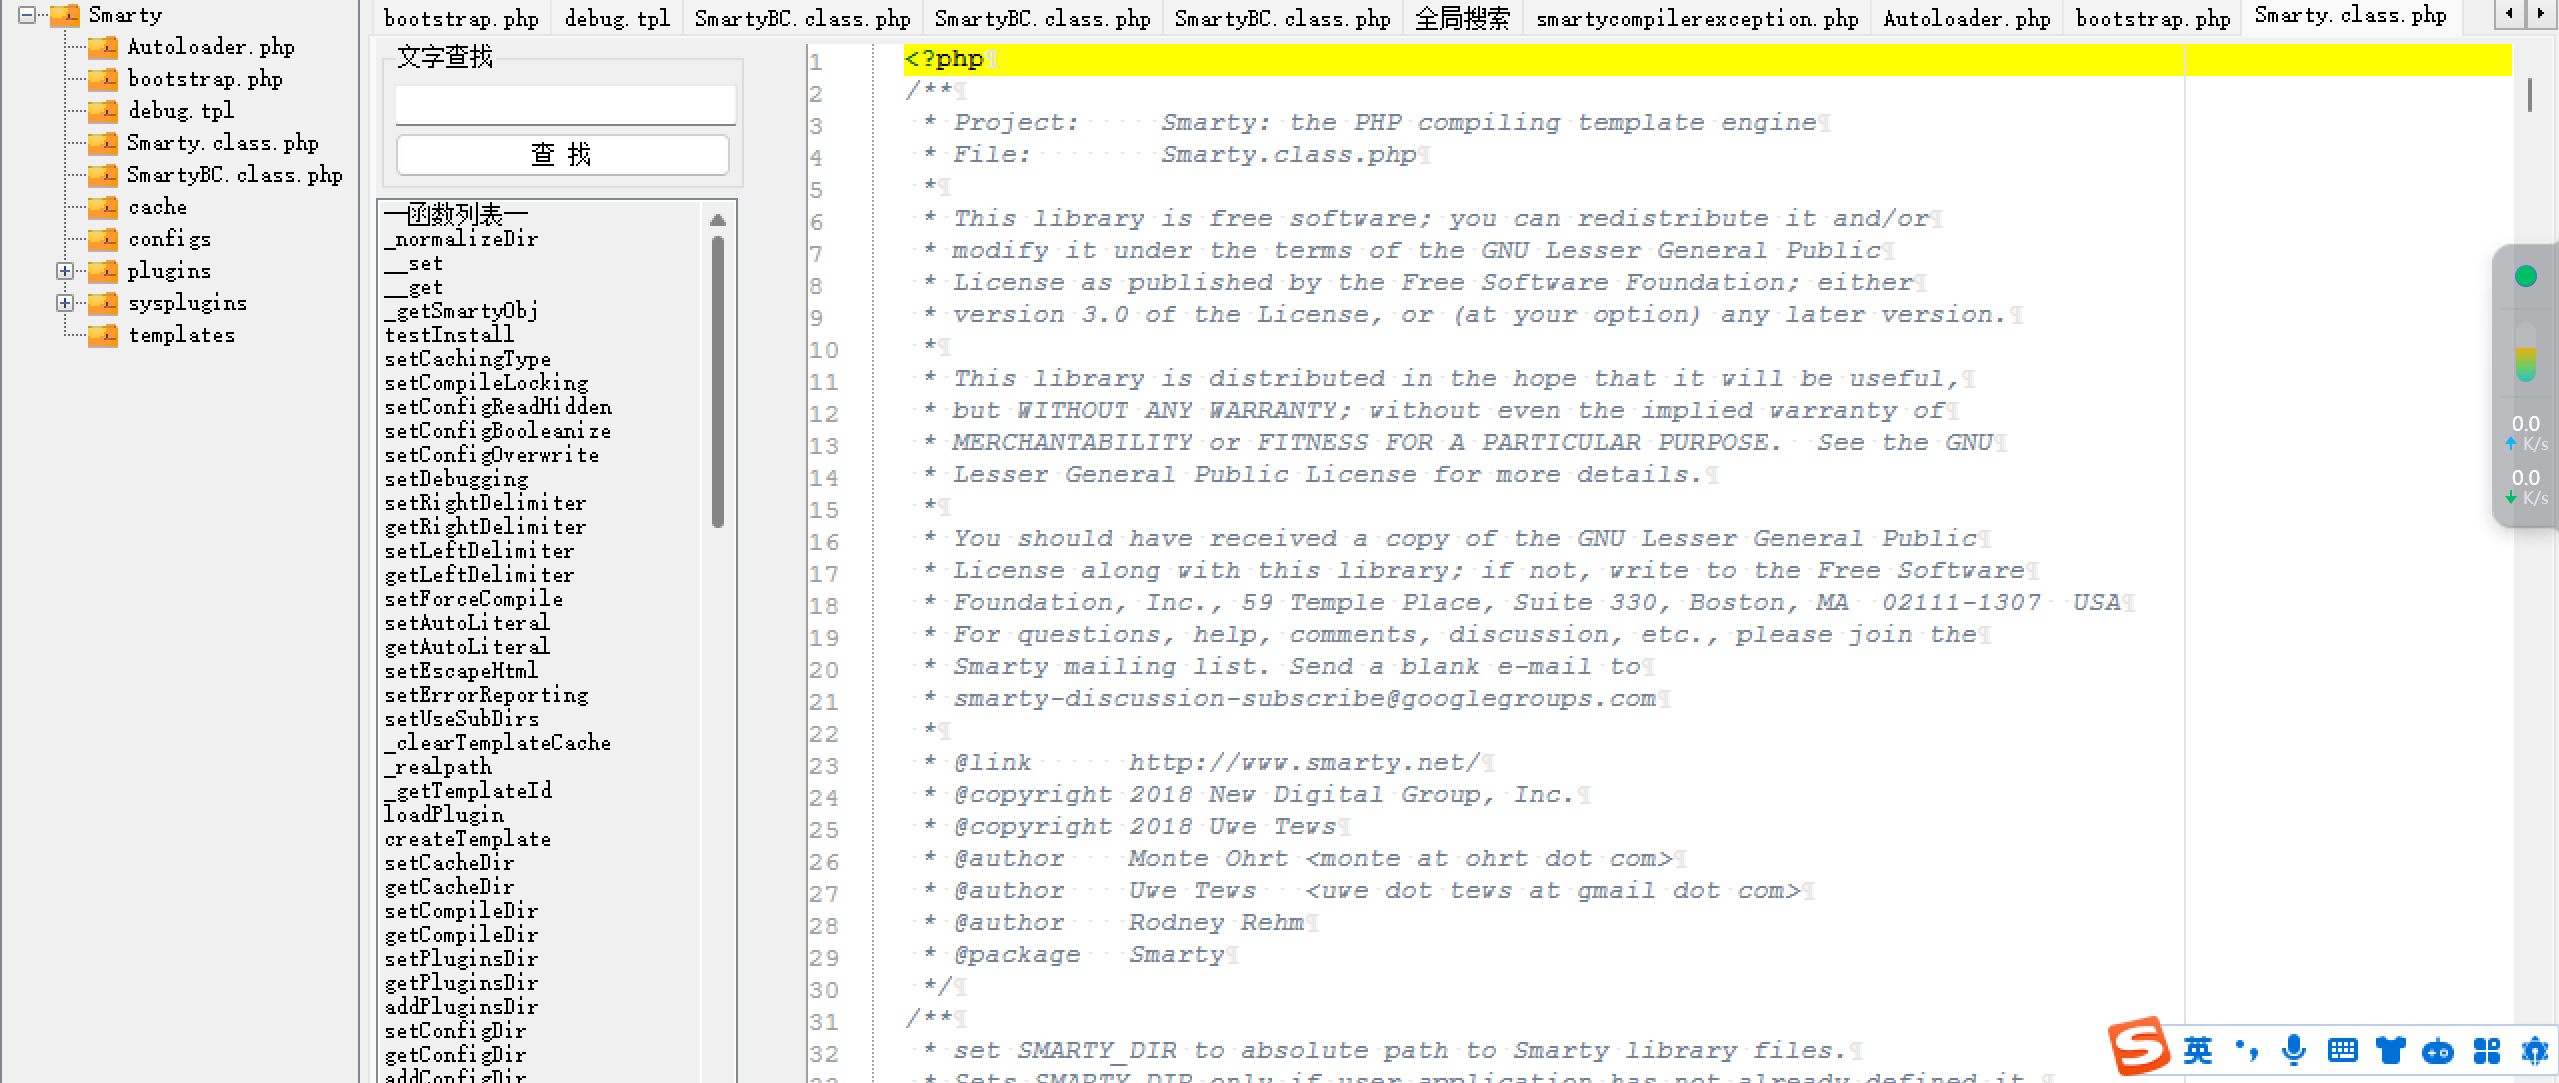 Smarty
Autoloader.php
bootstrap.php
debug.tpl
Smarty.class.php
SmartyBC.class.php
cache
configs
plugins
sysplugins
templates
bootstrap.php debug.tpl SmartyBC.class.php SmartyBC.class.php SmartyBC.class.php 全局搜索 smartycompilerexception.php Autoloader.php bootstrap.php Smarty.class.php
文字查找
查 找
—函数列表—
_normalizeDir
__set
__get
_getSmartyObj
testInstall
setCachingType
setCompileLocking
setConfigReadHidden
setConfigBooleanize
setConfigOverwrite
setDebugging
setRightDelimiter
getRightDelimiter
setLeftDelimiter
getLeftDelimiter
setForceCompile
setAutoLiteral
getAutoLiteral
setEscapeHtml
setErrorReporting
setUseSubDirs
_clearTemplateCache
_realpath
_getTemplateId
loadPlugin
createTemplate
setCacheDir
getCacheDir
setCompileDir
getCompileDir
setPluginsDir
getPluginsDir
addPluginsDir
setConfigDir
getConfigDir
addConfigDir
1 <?php¶
2 /**¶
3 * Project:     Smarty: the PHP compiling template engine¶
4 * File:        Smarty.class.php¶
5 *¶
6 * This library is free software; you can redistribute it and/or¶
7 * modify it under the terms of the GNU Lesser General Public¶
8 * License as published by the Free Software Foundation; either¶
9 * version 3.0 of the License, or (at your option) any later version.¶
10 *¶
11 * This library is distributed in the hope that it will be useful,¶
12 * but WITHOUT ANY WARRANTY; without even the implied warranty of¶
13 * MERCHANTABILITY or FITNESS FOR A PARTICULAR PURPOSE.  See the GNU¶
14 * Lesser General Public License for more details.¶
15 *¶
16 * You should have received a copy of the GNU Lesser General Public¶
17 * License along with this library; if not, write to the Free Software¶
18 * Foundation, Inc., 59 Temple Place, Suite 330, Boston, MA  02111-1307  USA¶
19 * For questions, help, comments, discussion, etc., please join the¶
20 * Smarty mailing list. Send a blank e-mail to¶
21 * smarty-discussion-subscribe@googlegroups.com¶
22 *¶
23 * @link      http://www.smarty.net/¶
24 * @copyright 2018 New Digital Group, Inc.¶
25 * @copyright 2018 Uwe Tews¶
26 * @author    Monte Ohrt <monte at ohrt dot com>¶
27 * @author    Uwe Tews   <uwe dot tews at gmail dot com>¶
28 * @author    Rodney Rehm¶
29 * @package   Smarty¶
30 */¶
31 /**¶
32 * set SMARTY_DIR to absolute path to Smarty library files.¶
* Sets SMARTY_DIR only if user application has not already defined it.¶
0.0
K/s
0.0
K/s
S 英